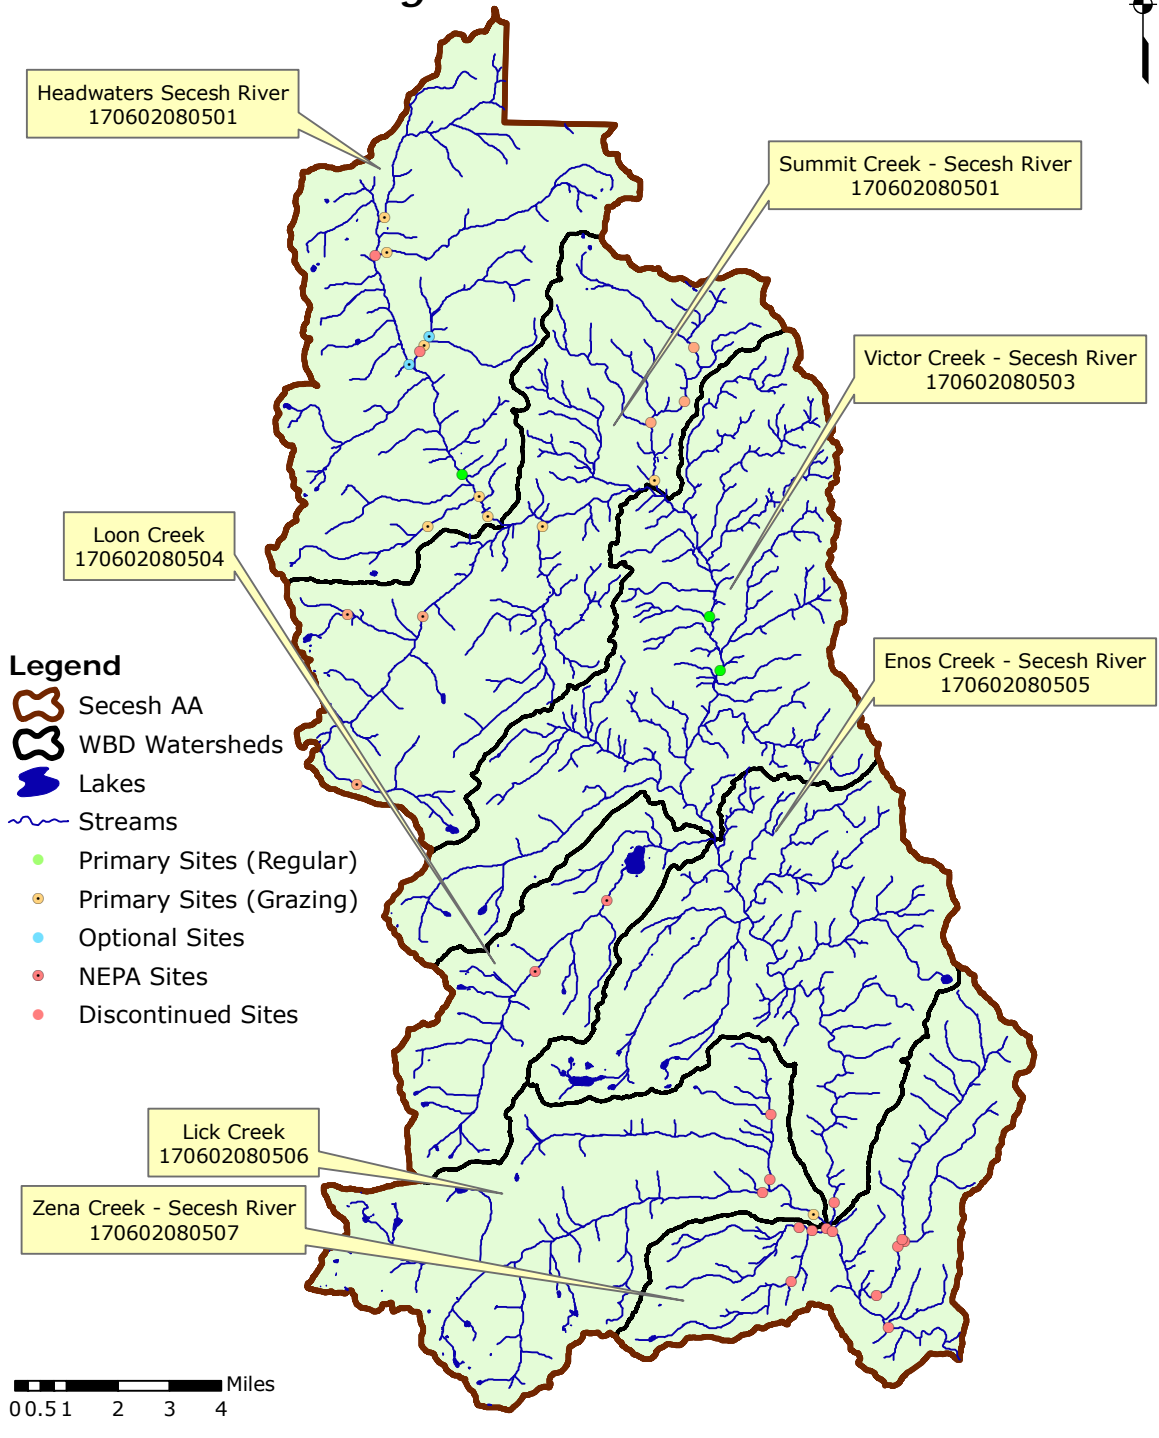 Headwaters Secesh River
170602080501
Summit Creek - Secesh River
170602080501
Victor Creek - Secesh River
170602080503
Loon Creek
170602080504
Enos Creek - Secesh River
170602080505
Legend
Secesh AA
WBD Watersheds
Lakes
Streams
Primary Sites (Regular)
Primary Sites (Grazing)
Optional Sites
NEPA Sites
Discontinued Sites
Lick Creek
170602080506
Zena Creek - Secesh River
170602080507
Miles
0 0.5 1 2 3 4